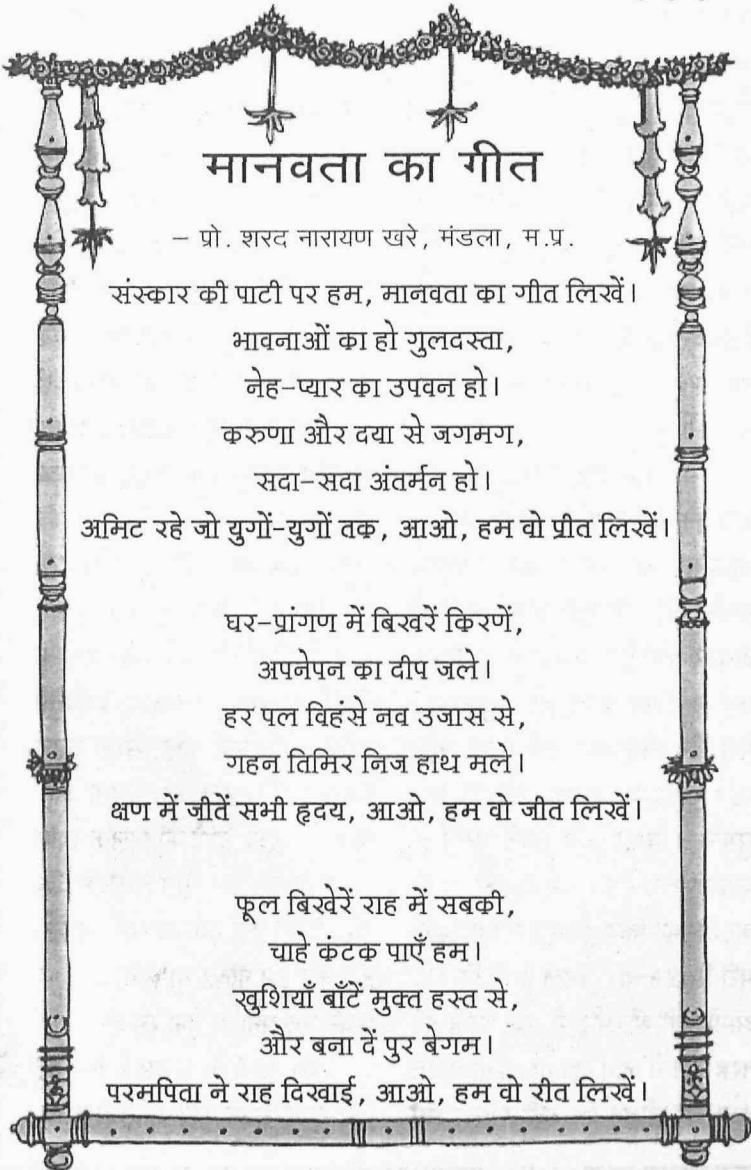 मानवता का गीत
– प्रो. शरद नारायण खरे, मंडला, म.प्र.
संस्कार की पाटी पर हम, मानवता का गीत लिखें।
भावनाओं का हो गुलदस्ता,
नेह-प्यार का उपवन हो।
करुणा और दया से जगमग,
सदा-सदा अंतर्मन हो।
अमिट रहे जो युगों-युगों तक, आओ, हम वो प्रीत लिखें।
घर-प्रांगण में बिखरें किरणें,
अपनेपन का दीप जले।
हर पल विहंसे नव उजास से,
गहन तिमिर निज हाथ मले।
क्षण में जीतें सभी हृदय, आओ, हम वो जीत लिखें।
फूल बिखेरें राह में सबकी,
चाहे कंटक पाएँ हम।
खुशियाँ बाँटें मुक्त हस्त से,
और बना दें पुर बेगम।
परमपिता ने राह दिखाई, आओ, हम वो रीत लिखें।